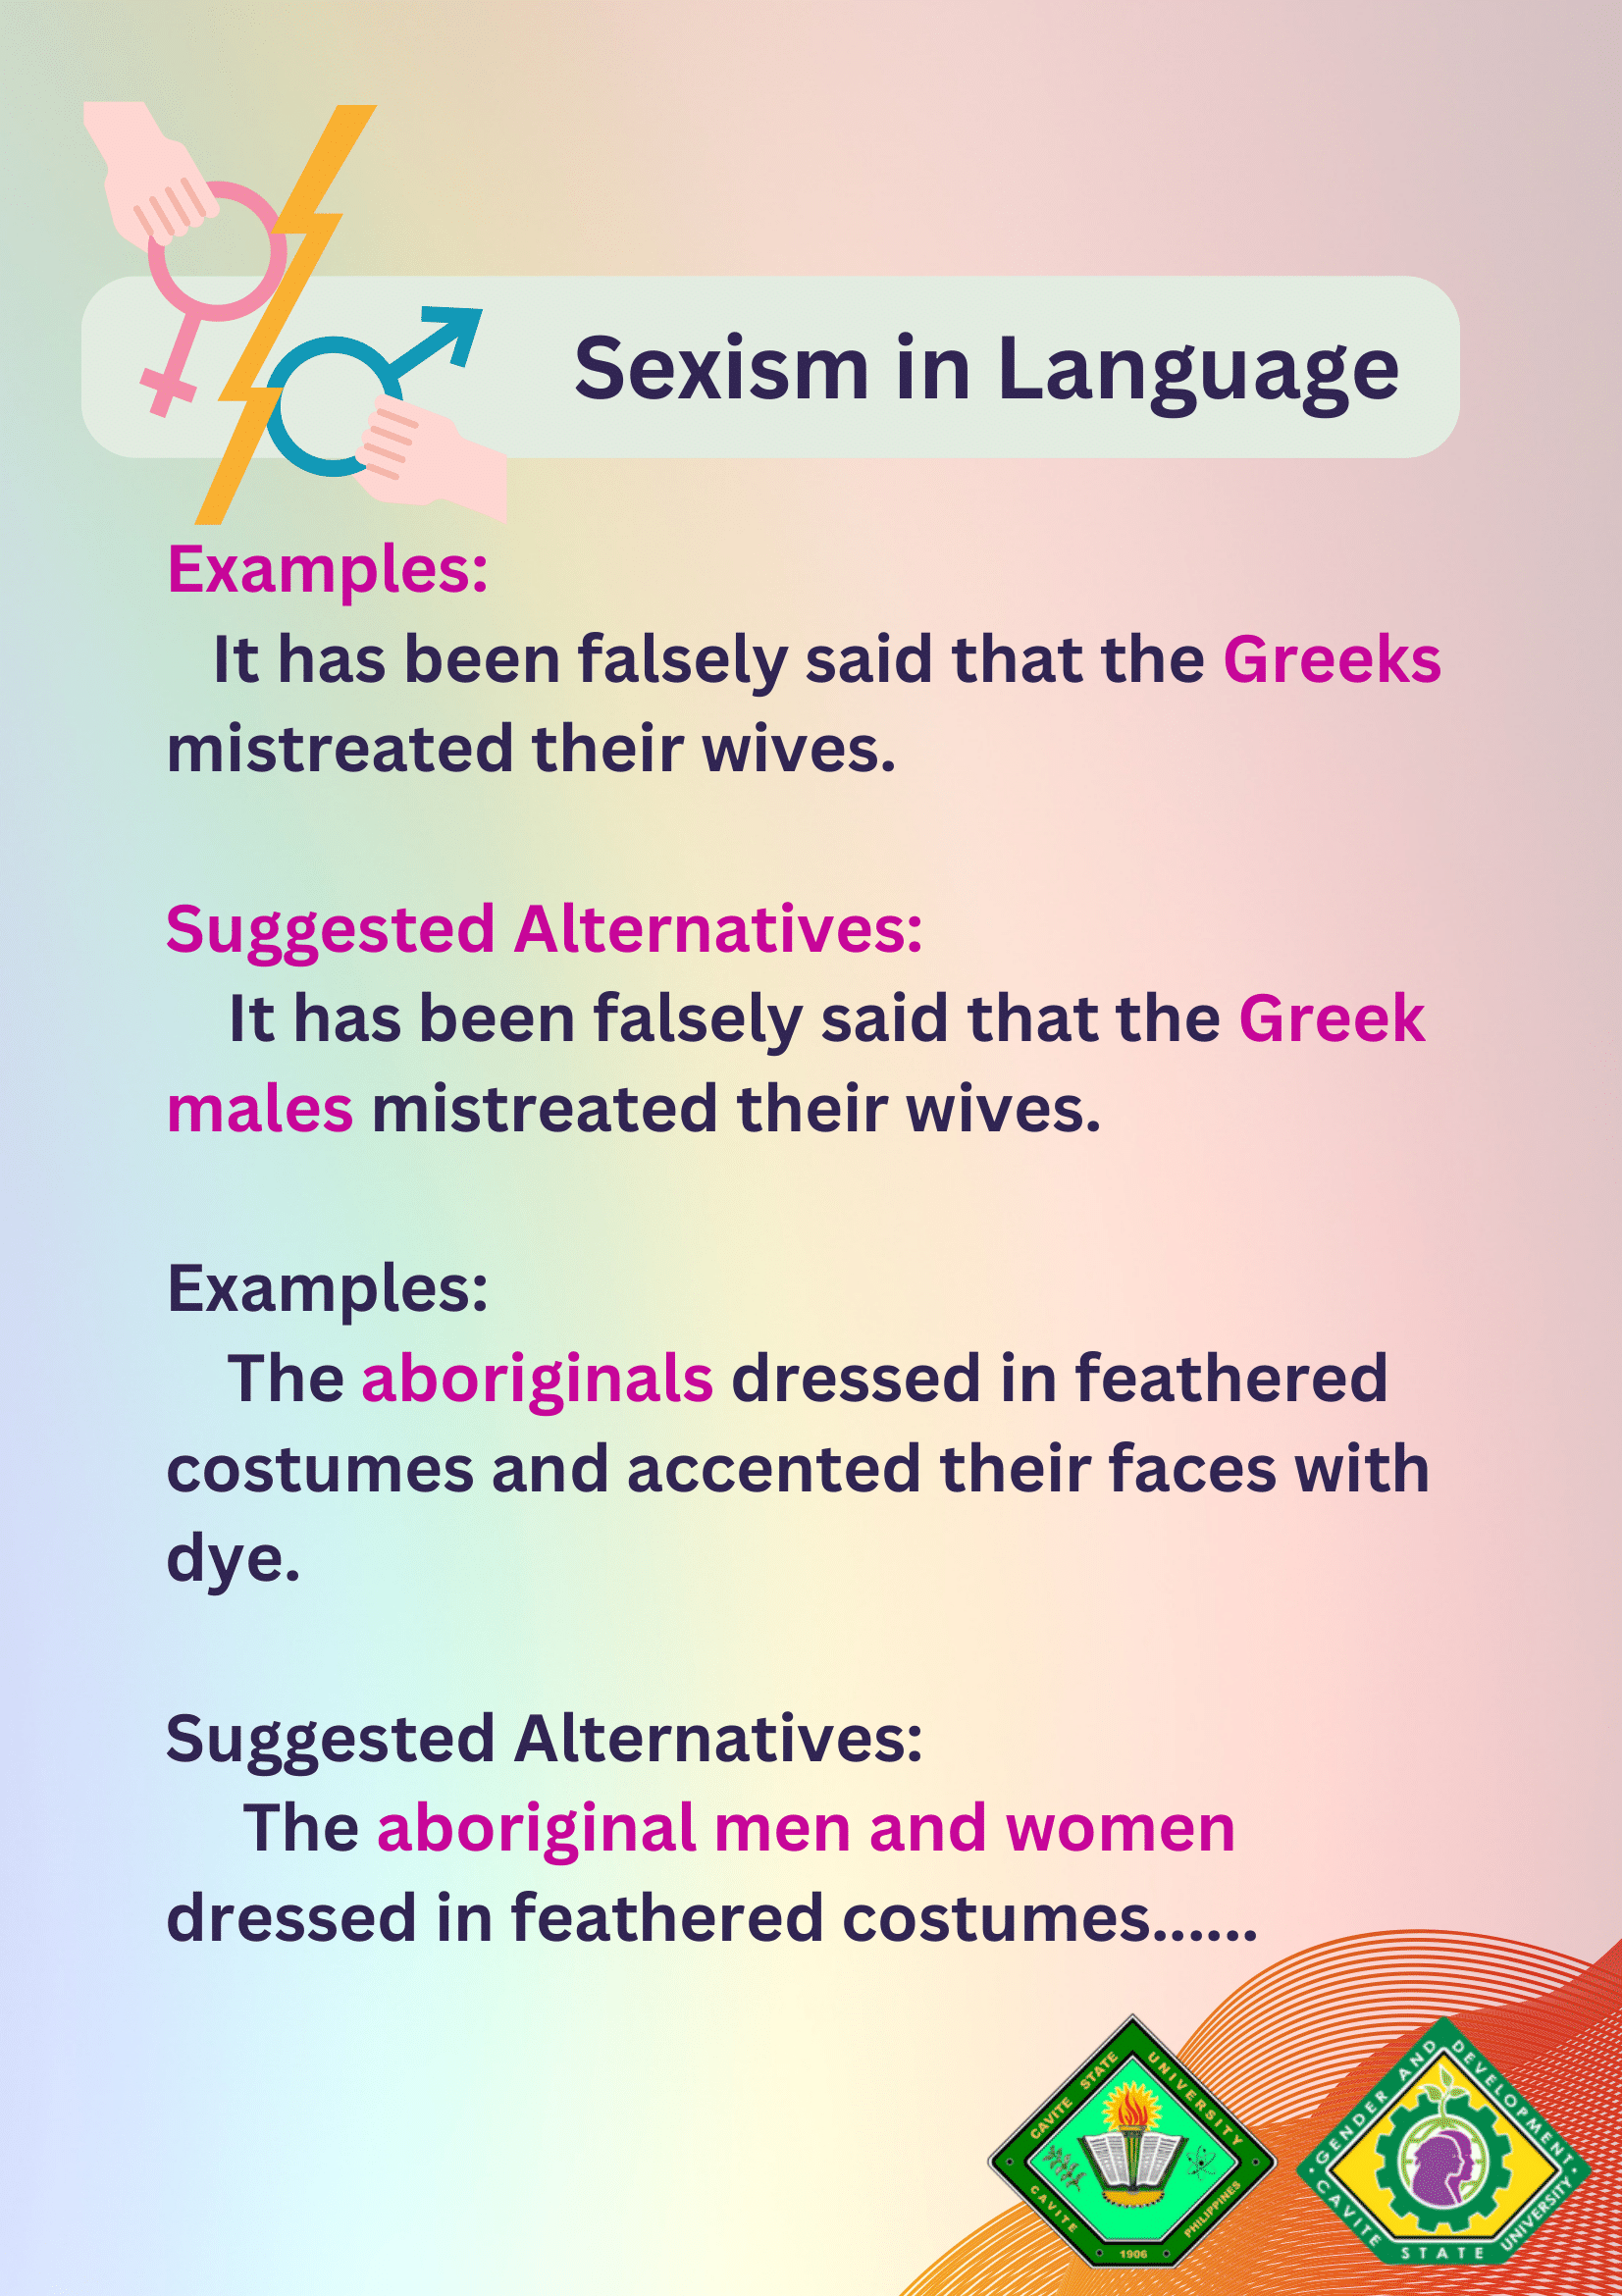 Sexism in Language
Examples:
It has been falsely said that the Greeks
mistreated their wives.
Suggested Alternatives:
It has been falsely said that the Greek
males mistreated their wives.
Examples:
The aboriginals dressed in feathered
costumes and accented their faces with
dye.
Suggested Alternatives:
The aboriginal men and women
dressed in feathered costumes......
CAVITE STATE UNIVERSITY
CAVITE PHILIPPINES
1906
GENDER AND DEVELOPMENT
CAVITE STATE UNIVERSITY